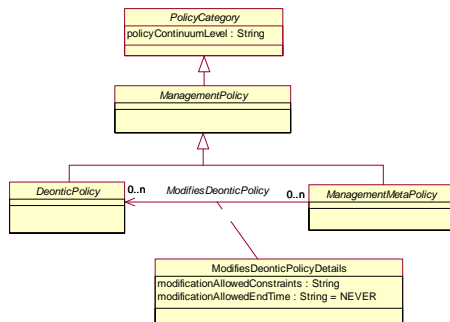 PolicyCategory
policyContinuumLevel : String
ManagementPolicy
DeonticPolicy
0..n
ModifiesDeonticPolicy
0..n
ManagementMetaPolicy
ModifiesDeonticPolicyDetails
modificationAllowedConstraints : String
modificationAllowedEndTime : String = NEVER